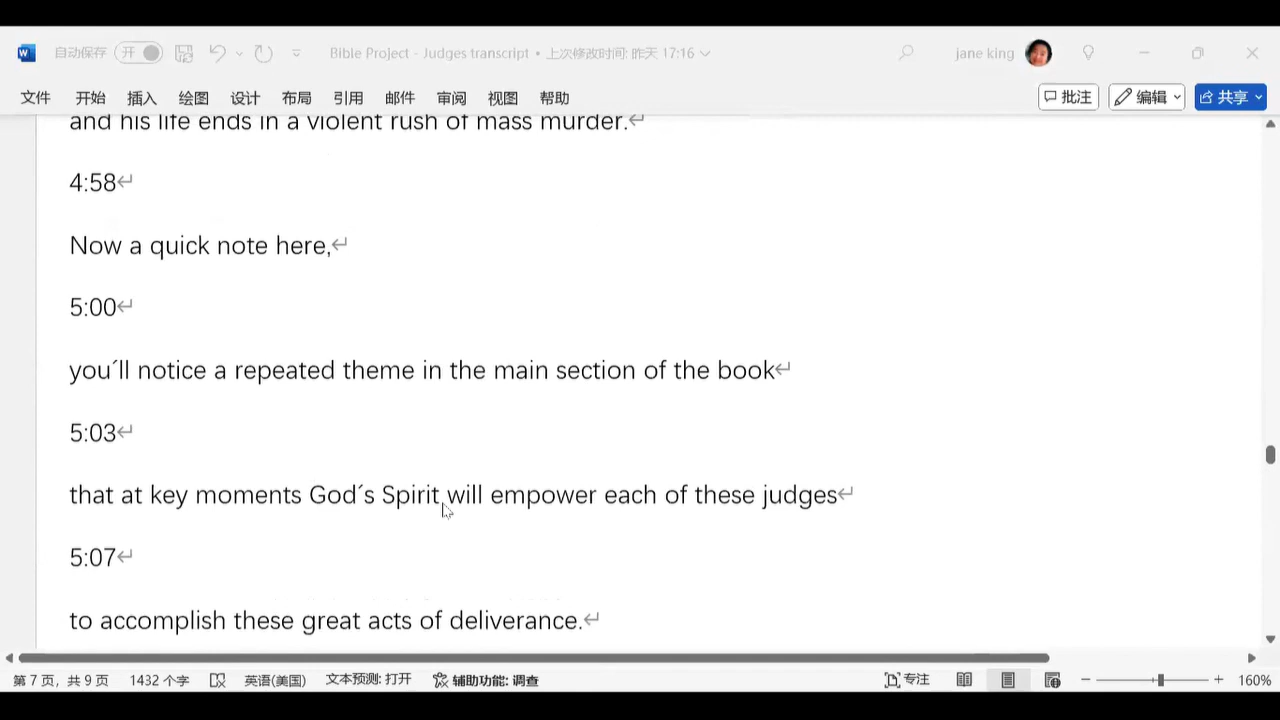 自动保存 开 Bible Project - Judges transcript • 上次修改时间: 昨天 17:16 jane king
文件 开始 插入 绘图 设计 布局 引用 邮件 审阅 视图 帮助 批注 编辑 共享
and his life ends in a violent rush of mass murder.↵
4:58↵
Now a quick note here,↵
5:00↵
you´ll notice a repeated theme in the main section of the book↵
5:03↵
that at key moments God´s Spirit will empower each of these judges↵
5:07↵
to accomplish these great acts of deliverance.↵
第 7 页，共 9 页 1432 个字 英语(美国) 文本预测: 打开 辅助功能: 调查 专注 160%